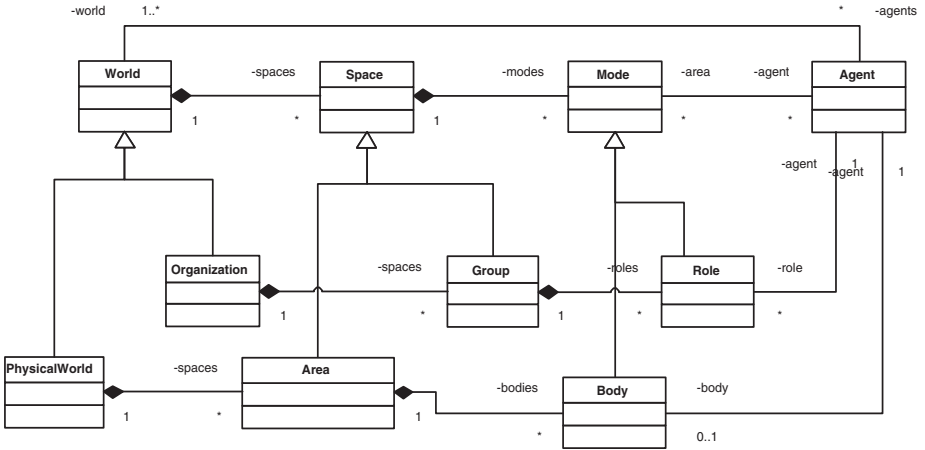 -world 1..* * -agents
World -spaces Space -modes Mode -area -agent Agent
1 * 1 * * *
-agent 1 -agent 1
Organization -spaces Group -roles Role -role
1 * 1 * *
PhysicalWorld -spaces Area -bodies Body -body
1 * 1 * 0..1